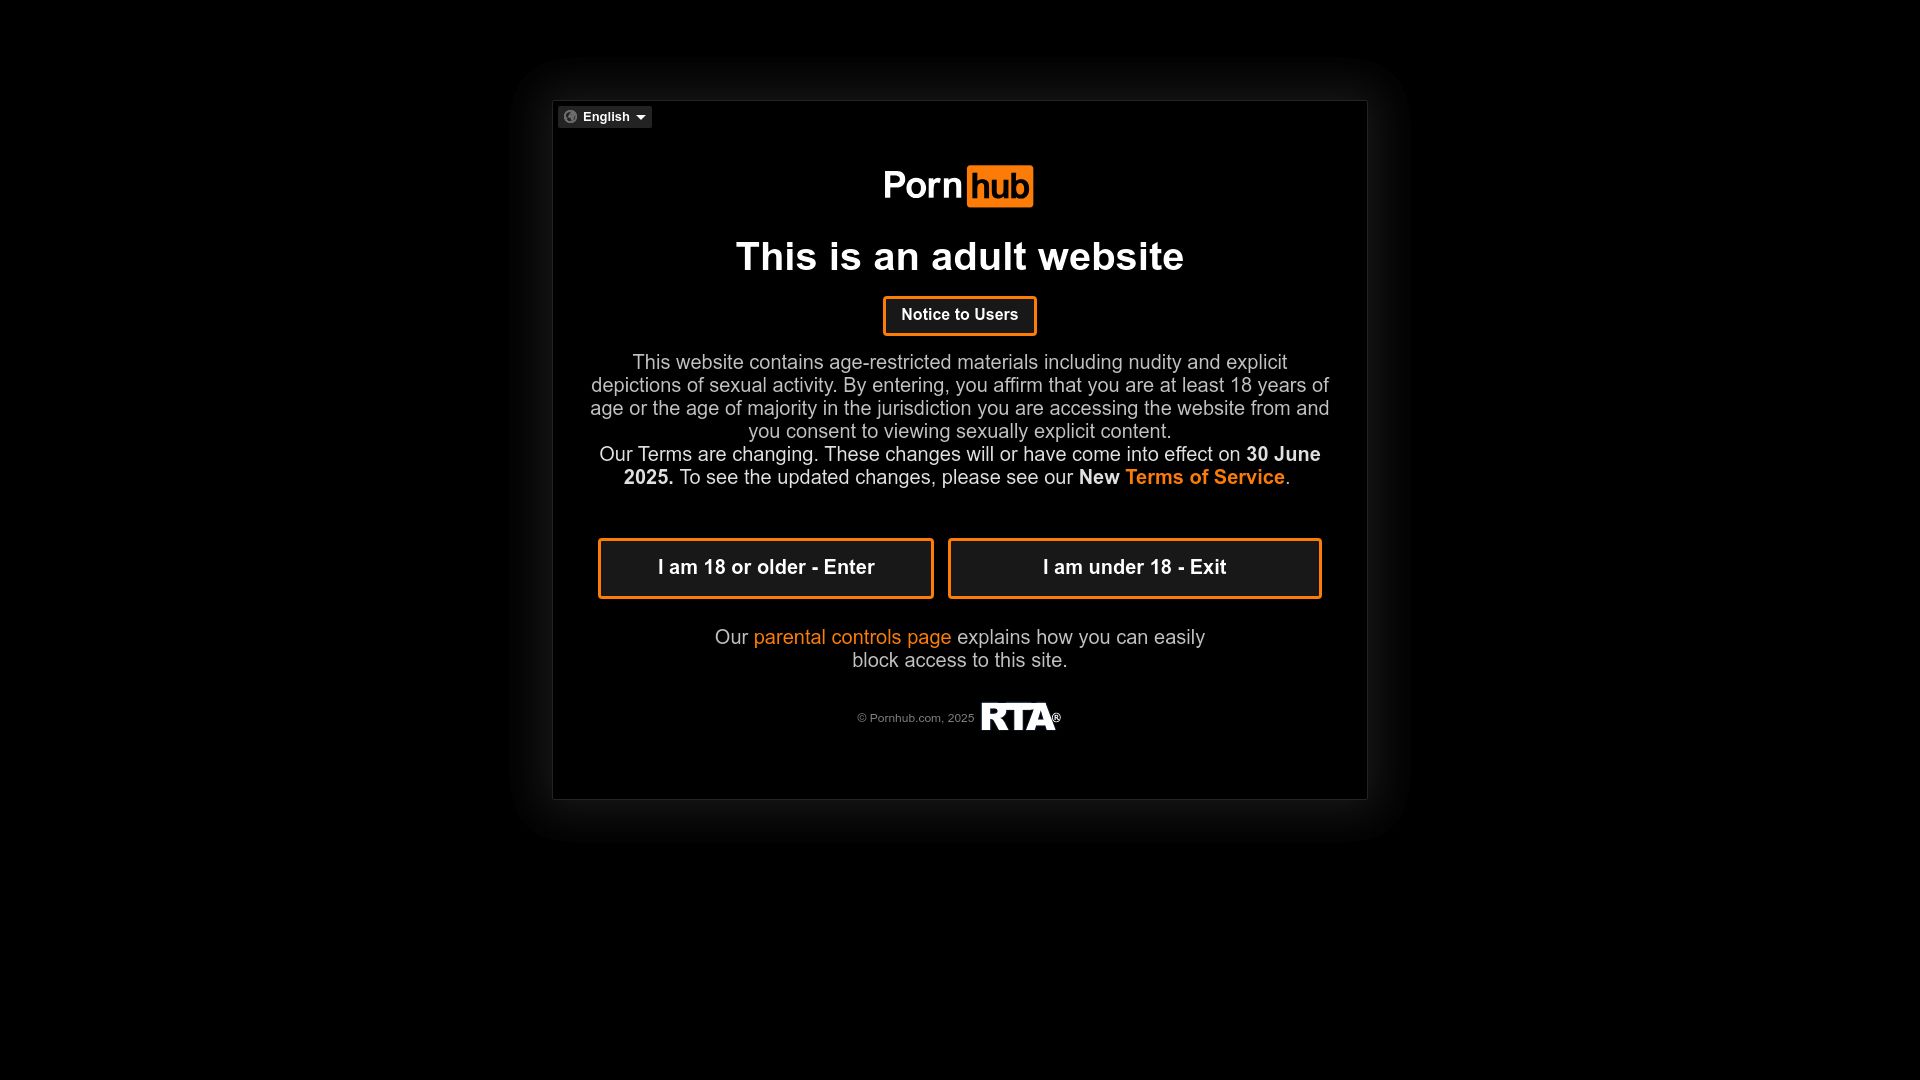 English
Pornhub
This is an adult website
Notice to Users
This website contains age-restricted materials including nudity and explicit
depictions of sexual activity. By entering, you affirm that you are at least 18 years of
age or the age of majority in the jurisdiction you are accessing the website from and
you consent to viewing sexually explicit content.
Our Terms are changing. These changes will or have come into effect on 30 June
2025. To see the updated changes, please see our New Terms of Service.
I am 18 or older - Enter
I am under 18 - Exit
Our parental controls page explains how you can easily
block access to this site.
© Pornhub.com, 2025 RTA®